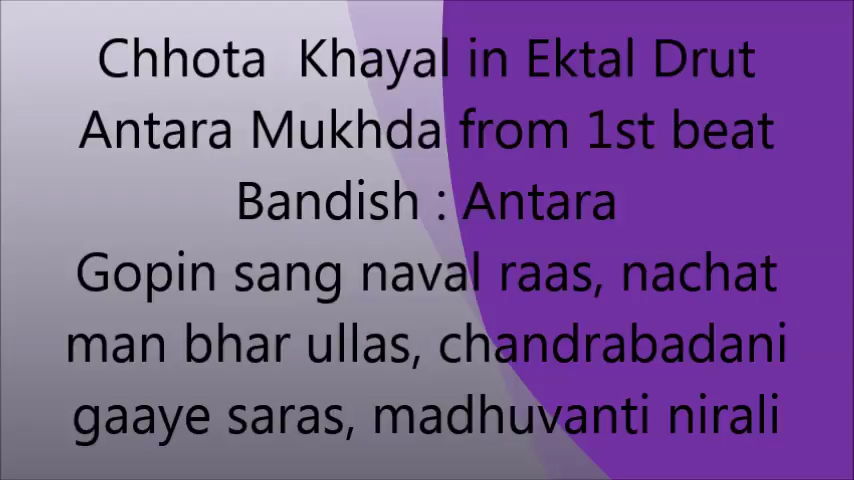 Chhota  Khayal in Ektal Drut
Antara Mukhda from 1st beat
Bandish : Antara
Gopin sang naval raas, nachat
man bhar ullas, chandrabadani
gaaye saras, madhuvanti nirali